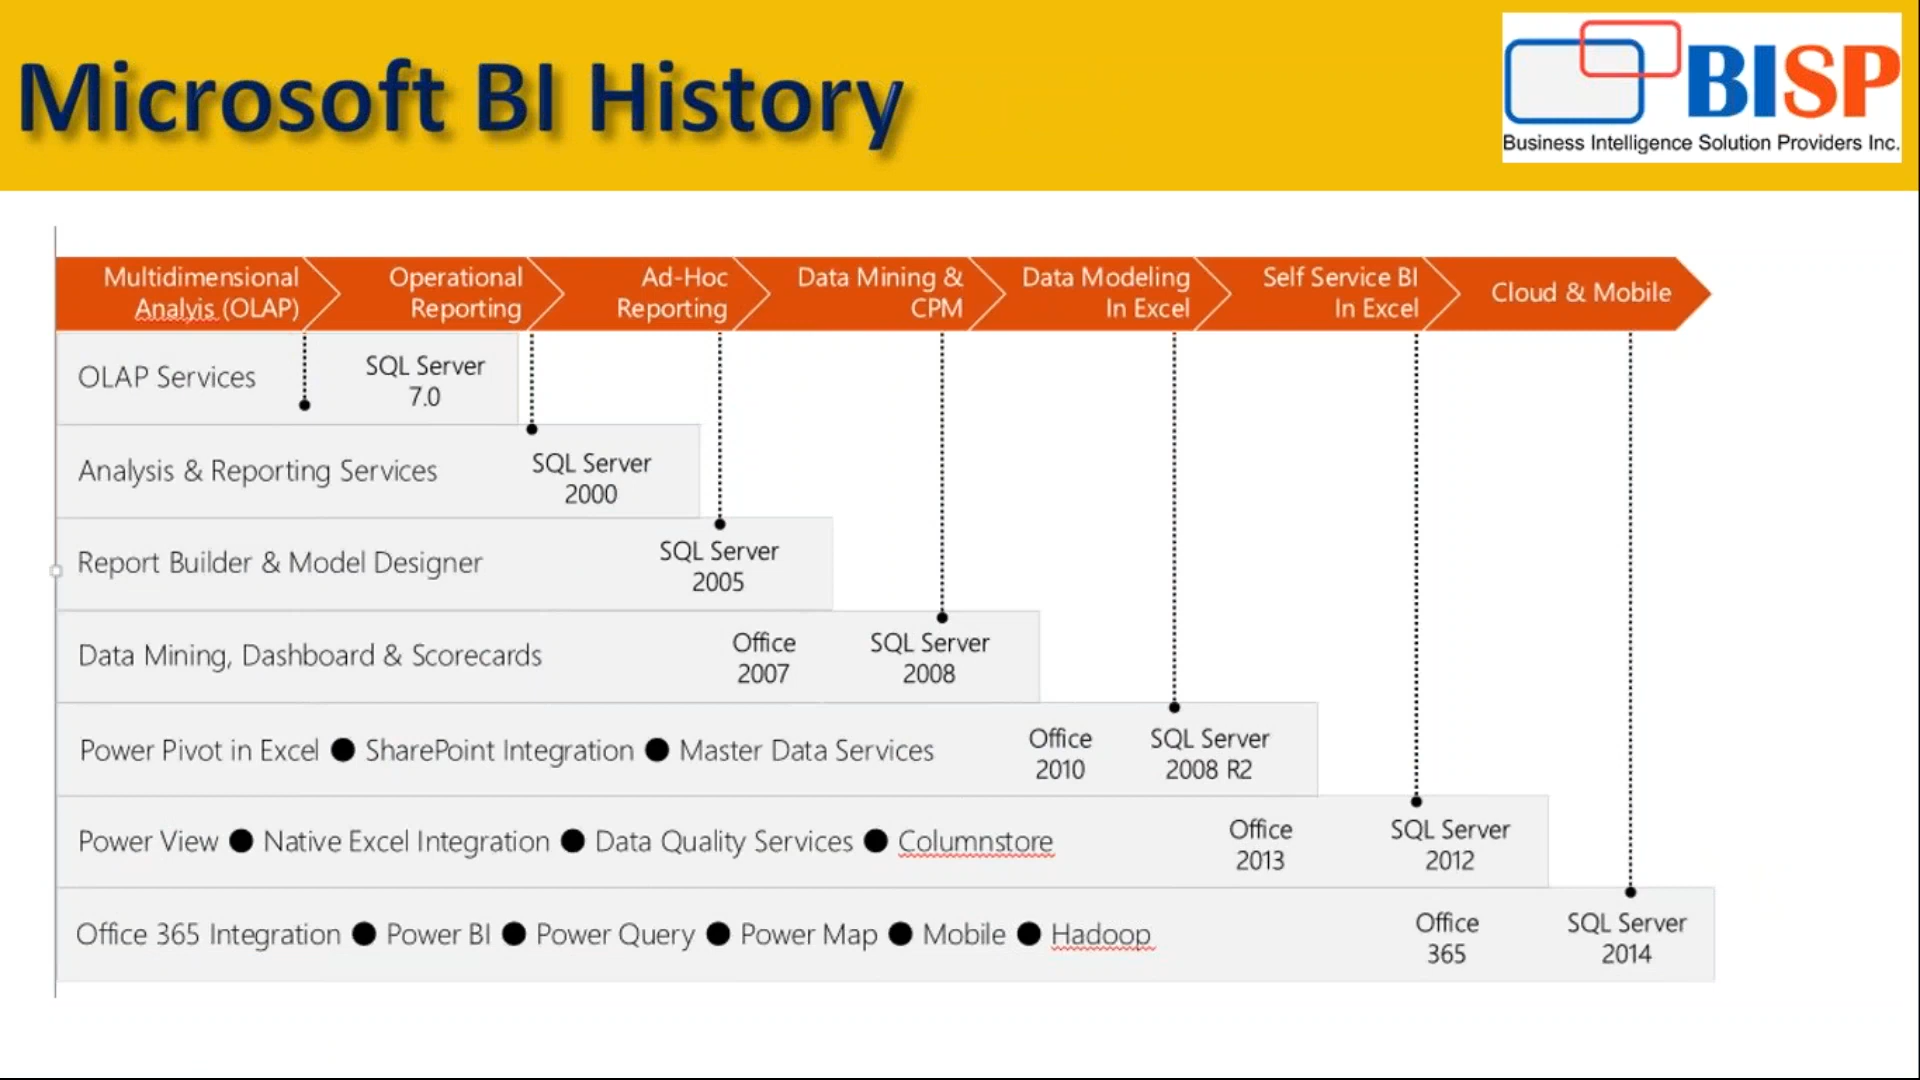 Microsoft BI History
BISP
Business Intelligence Solution Providers Inc.
Multidimensional
Analyis (OLAP)
Operational
Reporting
Ad-Hoc
Reporting
Data Mining &
CPM
Data Modeling
In Excel
Self Service BI
In Excel
Cloud & Mobile
OLAP Services
SQL Server
7.0
Analysis & Reporting Services
SQL Server
2000
Report Builder & Model Designer
SQL Server
2005
Data Mining, Dashboard & Scorecards
Office
2007
SQL Server
2008
Power Pivot in Excel ● SharePoint Integration ● Master Data Services
Office
2010
SQL Server
2008 R2
Power View ● Native Excel Integration ● Data Quality Services ● Columnstore
Office
2013
SQL Server
2012
Office 365 Integration ● Power BI ● Power Query ● Power Map ● Mobile ● Hadoop
Office
365
SQL Server
2014